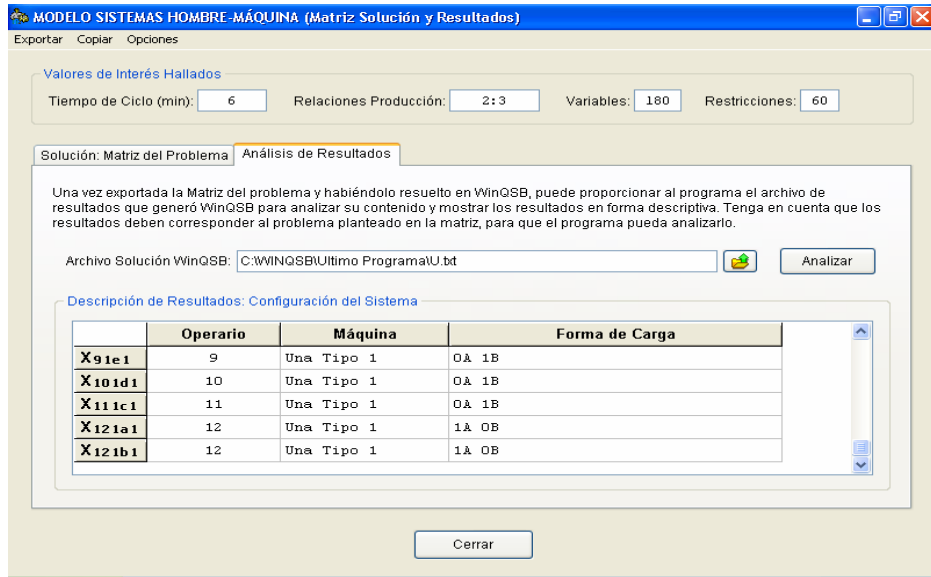 MODELO SISTEMAS HOMBRE-MÁQUINA (Matriz Solución y Resultados)
Exportar Copiar Opciones
Valores de Interés Hallados
Tiempo de Ciclo (min): 6 Relaciones Producción: 2:3 Variables: 180 Restricciones: 60
Solución: Matriz del Problema Análisis de Resultados
Una vez exportada la Matriz del problema y habiéndolo resuelto en WinQSB, puede proporcionar al programa el archivo de
resultados que generó WinQSB para analizar su contenido y mostrar los resultados en forma descriptiva. Tenga en cuenta que los
resultados deben corresponder al problema planteado en la matriz, para que el programa pueda analizarlo.
Archivo Solución WinQSB: C:\WINQSB\Ultimo Programa\U.txt Analizar
Descripción de Resultados: Configuración del Sistema
Operario Máquina Forma de Carga
X91e1 9 Una Tipo 1 0A 1B
X101d1 10 Una Tipo 1 0A 1B
X111c1 11 Una Tipo 1 0A 1B
X121a1 12 Una Tipo 1 1A 0B
X121b1 12 Una Tipo 1 1A 0B
Cerrar